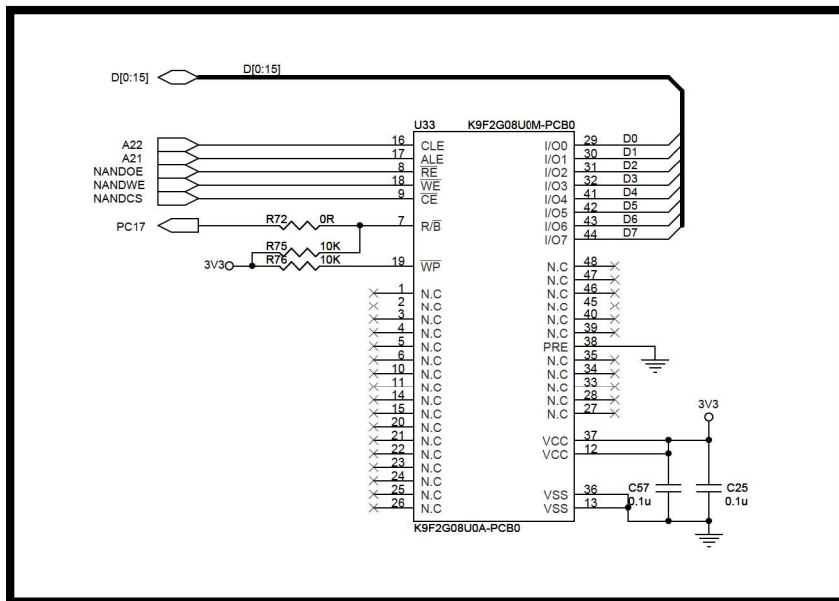 D[0:15] D[0:15]
U33 K9F2G08U0M-PCB0
A22 16 CLE I/O0 29 D0
A21 17 ALE I/O1 30 D1
NANDOE 8 RE I/O2 31 D2
NANDWE 18 WE I/O3 32 D3
NANDCS 9 CE I/O4 41 D4
I/O5 42 D5
PC17 R72 0R 7 R/B I/O6 43 D6
I/O7 44 D7
R75 10K
3V3 R76 10K 19 WP N.C 48
N.C 47
1 N.C N.C 46
2 N.C N.C 45
3 N.C N.C 40
4 N.C N.C 39
5 N.C PRE 38
6 N.C N.C 35
10 N.C N.C 34
11 N.C N.C 33
14 N.C N.C 28
15 N.C N.C 27
3V3
20 N.C
21 N.C VCC 37
22 N.C VCC 12
23 N.C
24 N.C C57 C25
25 N.C VSS 36 0.1u 0.1u
26 N.C VSS 13
K9F2G08U0A-PCB0